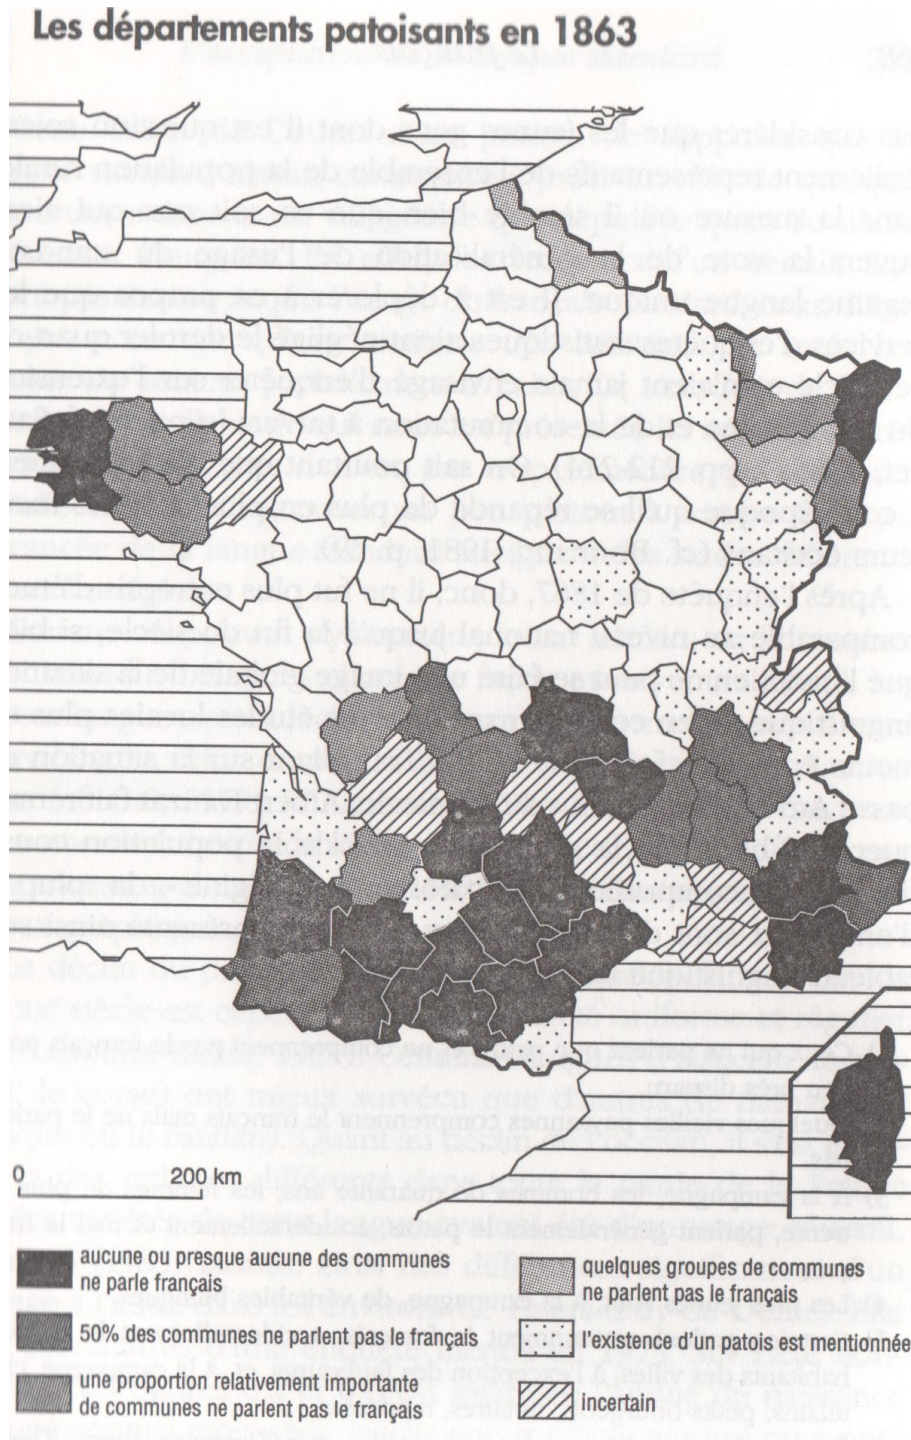 Les départements patoisants en 1863
0
200 km
aucune ou presque aucune des communes
ne parle français
50% des communes ne parlent pas le français
une proportion relativement importante
de communes ne parlent pas le français
quelques groupes de communes
ne parlent pas le français
l'existence d'un patois est mentionnée
incertain